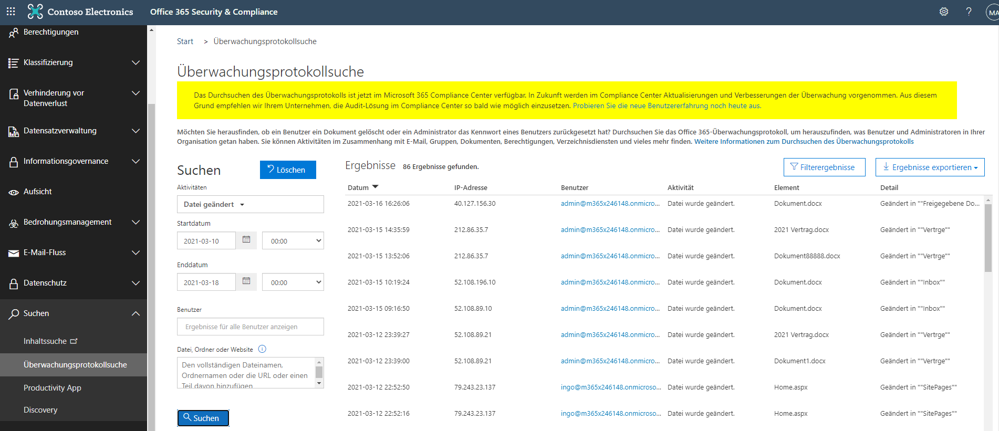 Contoso Electronics
Office 365 Security & Compliance
?
MA
Berechtigungen
Klassifizierung
Verhinderung vor
Datenverlust
Datensatzverwaltung
Informationsgovernance
Aufsicht
Bedrohungsmanagement
E-Mail-Fluss
Datenschutz
Suchen
Inhaltssuche
Überwachungsprotokollsuche
Productivity App
Discovery
Start > Überwachungsprotokollsuche
Überwachungsprotokollsuche
Das Durchsuchen des Überwachungsprotokolls ist jetzt im Microsoft 365 Compliance Center verfügbar. In Zukunft werden im Compliance Center Aktualisierungen und Verbesserungen der Überwachung vorgenommen. Aus diesem
Grund empfehlen wir Ihrem Unternehmen, die Audit-Lösung im Compliance Center so bald wie möglich einzusetzen. Probieren Sie die neue Benutzererfahrung noch heute aus.
Möchten Sie herausfinden, ob ein Benutzer ein Dokument gelöscht oder ein Administrator das Kennwort eines Benutzers zurückgesetzt hat? Durchsuchen Sie das Office 365-Überwachungsprotokoll, um herauszufinden, was Benutzer und Administratoren in Ihrer
Organisation getan haben. Sie können Aktivitäten im Zusammenhang mit E-Mail, Gruppen, Dokumenten, Berechtigungen, Verzeichnisdiensten und vieles mehr finden. Weitere Informationen zum Durchsuchen des Überwachungsprotokolls
Suchen
Löschen
Aktivitäten
Datei geändert
Startdatum
2021-03-10 00:00
Enddatum
2021-03-18 00:00
Benutzer
Ergebnisse für alle Benutzer anzeigen
Datei, Ordner oder Website
Den vollständigen Dateinamen,
Ordnernamen oder die URL oder einen
Teil davon hinzufügen
Suchen
Ergebnisse 86 Ergebnisse gefunden.
Filterergebnisse
Ergebnisse exportieren
Datum IP-Adresse Benutzer Aktivität Element Detail
2021-03-16 16:26:06 40.127.156.30 admin@m365x246148.onmicro... Datei wurde geändert. Dokument.docx Geändert in ""Freigegebene Do...
2021-03-15 14:35:59 212.86.35.7 admin@m365x246148.onmicro... Datei wurde geändert. 2021 Vertrag.docx Geändert in ""Vertrge""
2021-03-15 13:52:06 212.86.35.7 admin@m365x246148.onmicro... Datei wurde geändert. Dokument88888.docx Geändert in ""Vertrge""
2021-03-15 10:19:24 52.108.196.10 admin@m365x246148.onmicro... Datei wurde geändert. Dokument.docx Geändert in ""Inbox""
2021-03-15 09:16:50 52.108.89.10 admin@m365x246148.onmicro... Datei wurde geändert. Dokument.docx Geändert in ""Inbox""
2021-03-12 23:39:27 52.108.89.21 admin@m365x246148.onmicro... Datei wurde geändert. 2021 Vertrag.docx Geändert in ""Vertrge""
2021-03-12 23:39:00 52.108.89.21 admin@m365x246148.onmicro... Datei wurde geändert. Dokument1.docx Geändert in ""Vertrge""
2021-03-12 22:52:50 79.243.23.137 ingo@m365x246148.onmicroso... Datei wurde geändert. Home.aspx Geändert in ""SitePages""
2021-03-12 22:52:16 79.243.23.137 ingo@m365x246148.onmicroso... Datei wurde geändert. Home.aspx Geändert in ""SitePages""